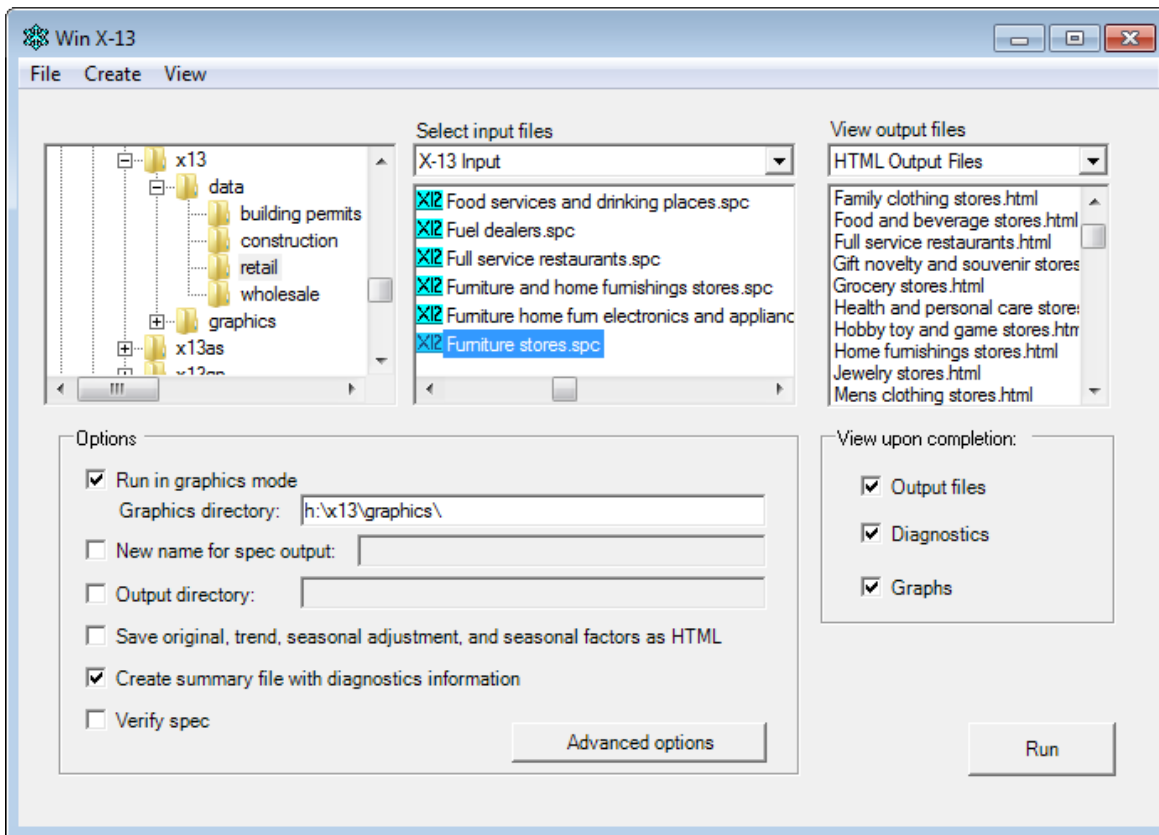 Win X-13
File Create View
x13
data
building permits
construction
retail
wholesale
graphics
x13as
Select input files
X-13 Input
X12 Food services and drinking places.spc
X12 Fuel dealers.spc
X12 Full service restaurants.spc
X12 Furniture and home furnishings stores.spc
X12 Furniture home furn electronics and applianc
X12 Furniture stores.spc
View output files
HTML Output Files
Family clothing stores.html
Food and beverage stores.html
Full service restaurants.html
Gift novelty and souvenir stores
Grocery stores.html
Health and personal care stores
Hobby toy and game stores.htm
Home furnishings stores.html
Jewelry stores.html
Mens clothing stores.html
Options
Run in graphics mode
Graphics directory: h:\x13\graphics\
New name for spec output:
Output directory:
Save original, trend, seasonal adjustment, and seasonal factors as HTML
Create summary file with diagnostics information
Verify spec
Advanced options
View upon completion:
Output files
Diagnostics
Graphs
Run